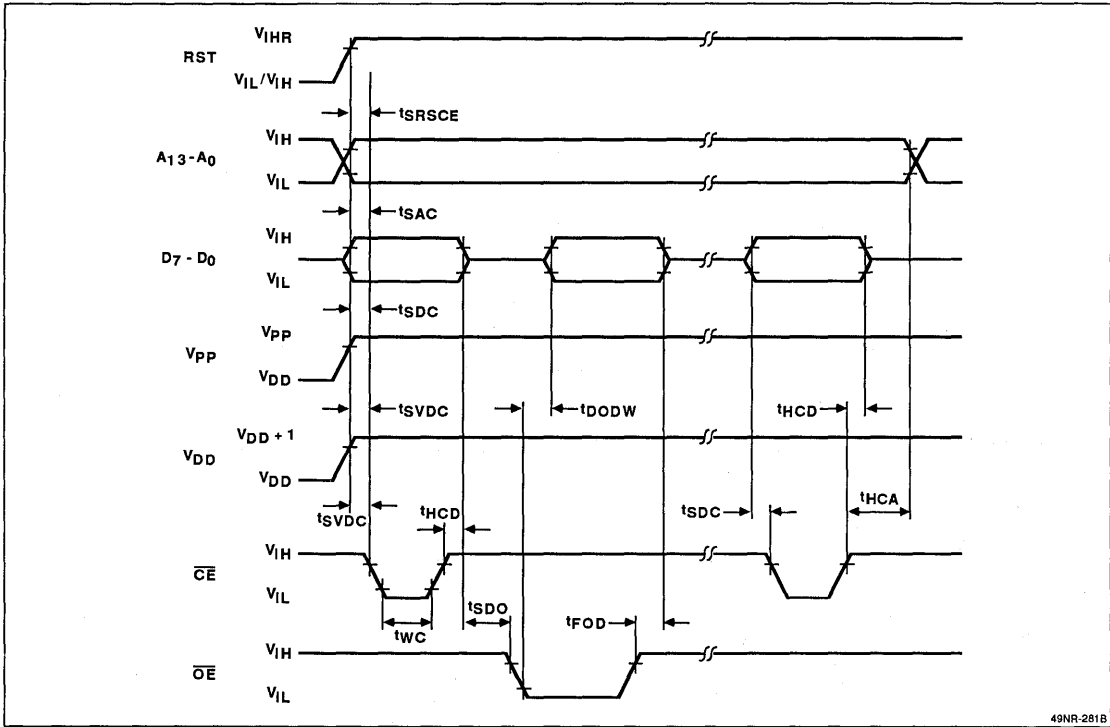 VIHR
RST
VIL/VIH
tSRSCE
VIH
A13-A0
VIL
tSAC
VIH
D7-D0
VIL
tSDC
VPP
VPP
VDD
tSVDC
tDODW
tHCD
VDD+1
VDD
VDD
tSVDC
tHCD
tSDC
tHCA
VIH
CE
VIL
tWC
tSDO
tFOD
VIH
OE
VIL
49NR-281B